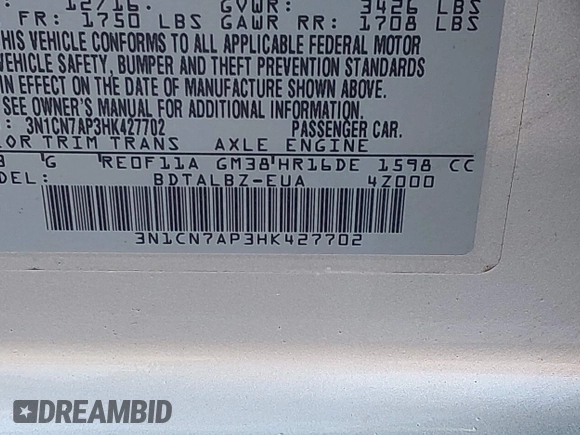 : 12/16. GVWR: 3426 LBS
FR: 1750 LBS GAWR RR: 1708 LBS
THIS VEHICLE CONFORMS TO ALL APPLICABLE FEDERAL MOTOR
VEHICLE SAFETY, BUMPER AND THEFT PREVENTION STANDARDS
IN EFFECT ON THE DATE OF MANUFACTURE SHOWN ABOVE.
SEE OWNER'S MANUAL FOR ADDITIONAL INFORMATION.
: 3N1CN7AP3HK427702 PASSENGER CAR.
LOR TRIM TRANS AXLE ENGINE
G RE0F11A GM38 HR16DE 1598 CC
DEL: BDTALBZ-EUA 4Z000
3N1CN7AP3HK427702
DREAMBID